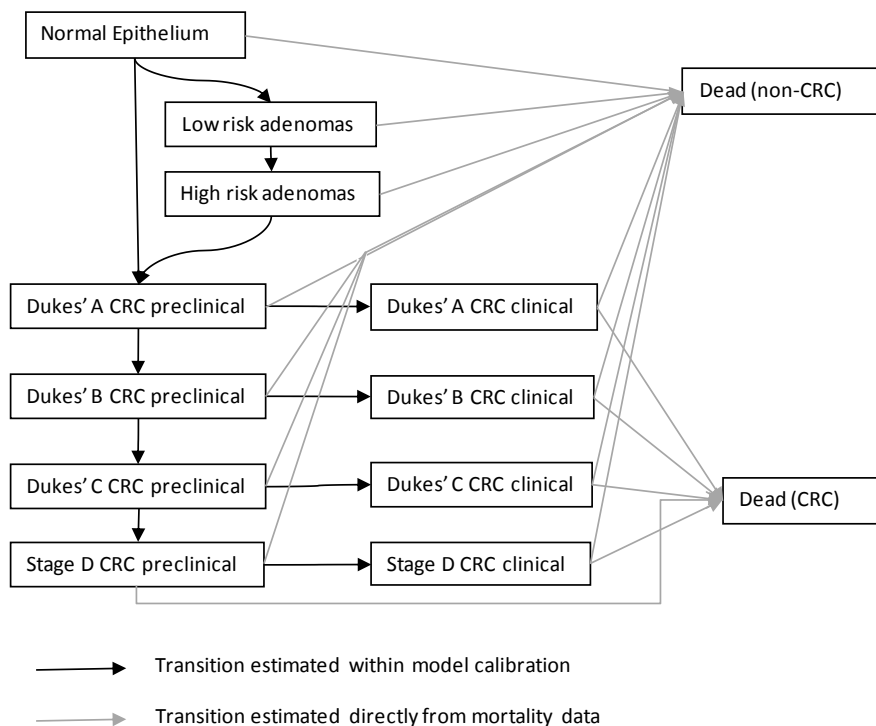 Normal Epithelium
Dead (non-CRC)
Low risk adenomas
High risk adenomas
Dukes' A CRC preclinical
Dukes' A CRC clinical
Dukes' B CRC preclinical
Dukes' B CRC clinical
Dukes' C CRC preclinical
Dukes' C CRC clinical
Dead (CRC)
Stage D CRC preclinical
Stage D CRC clinical
Transition estimated within model calibration
Transition estimated directly from mortality data